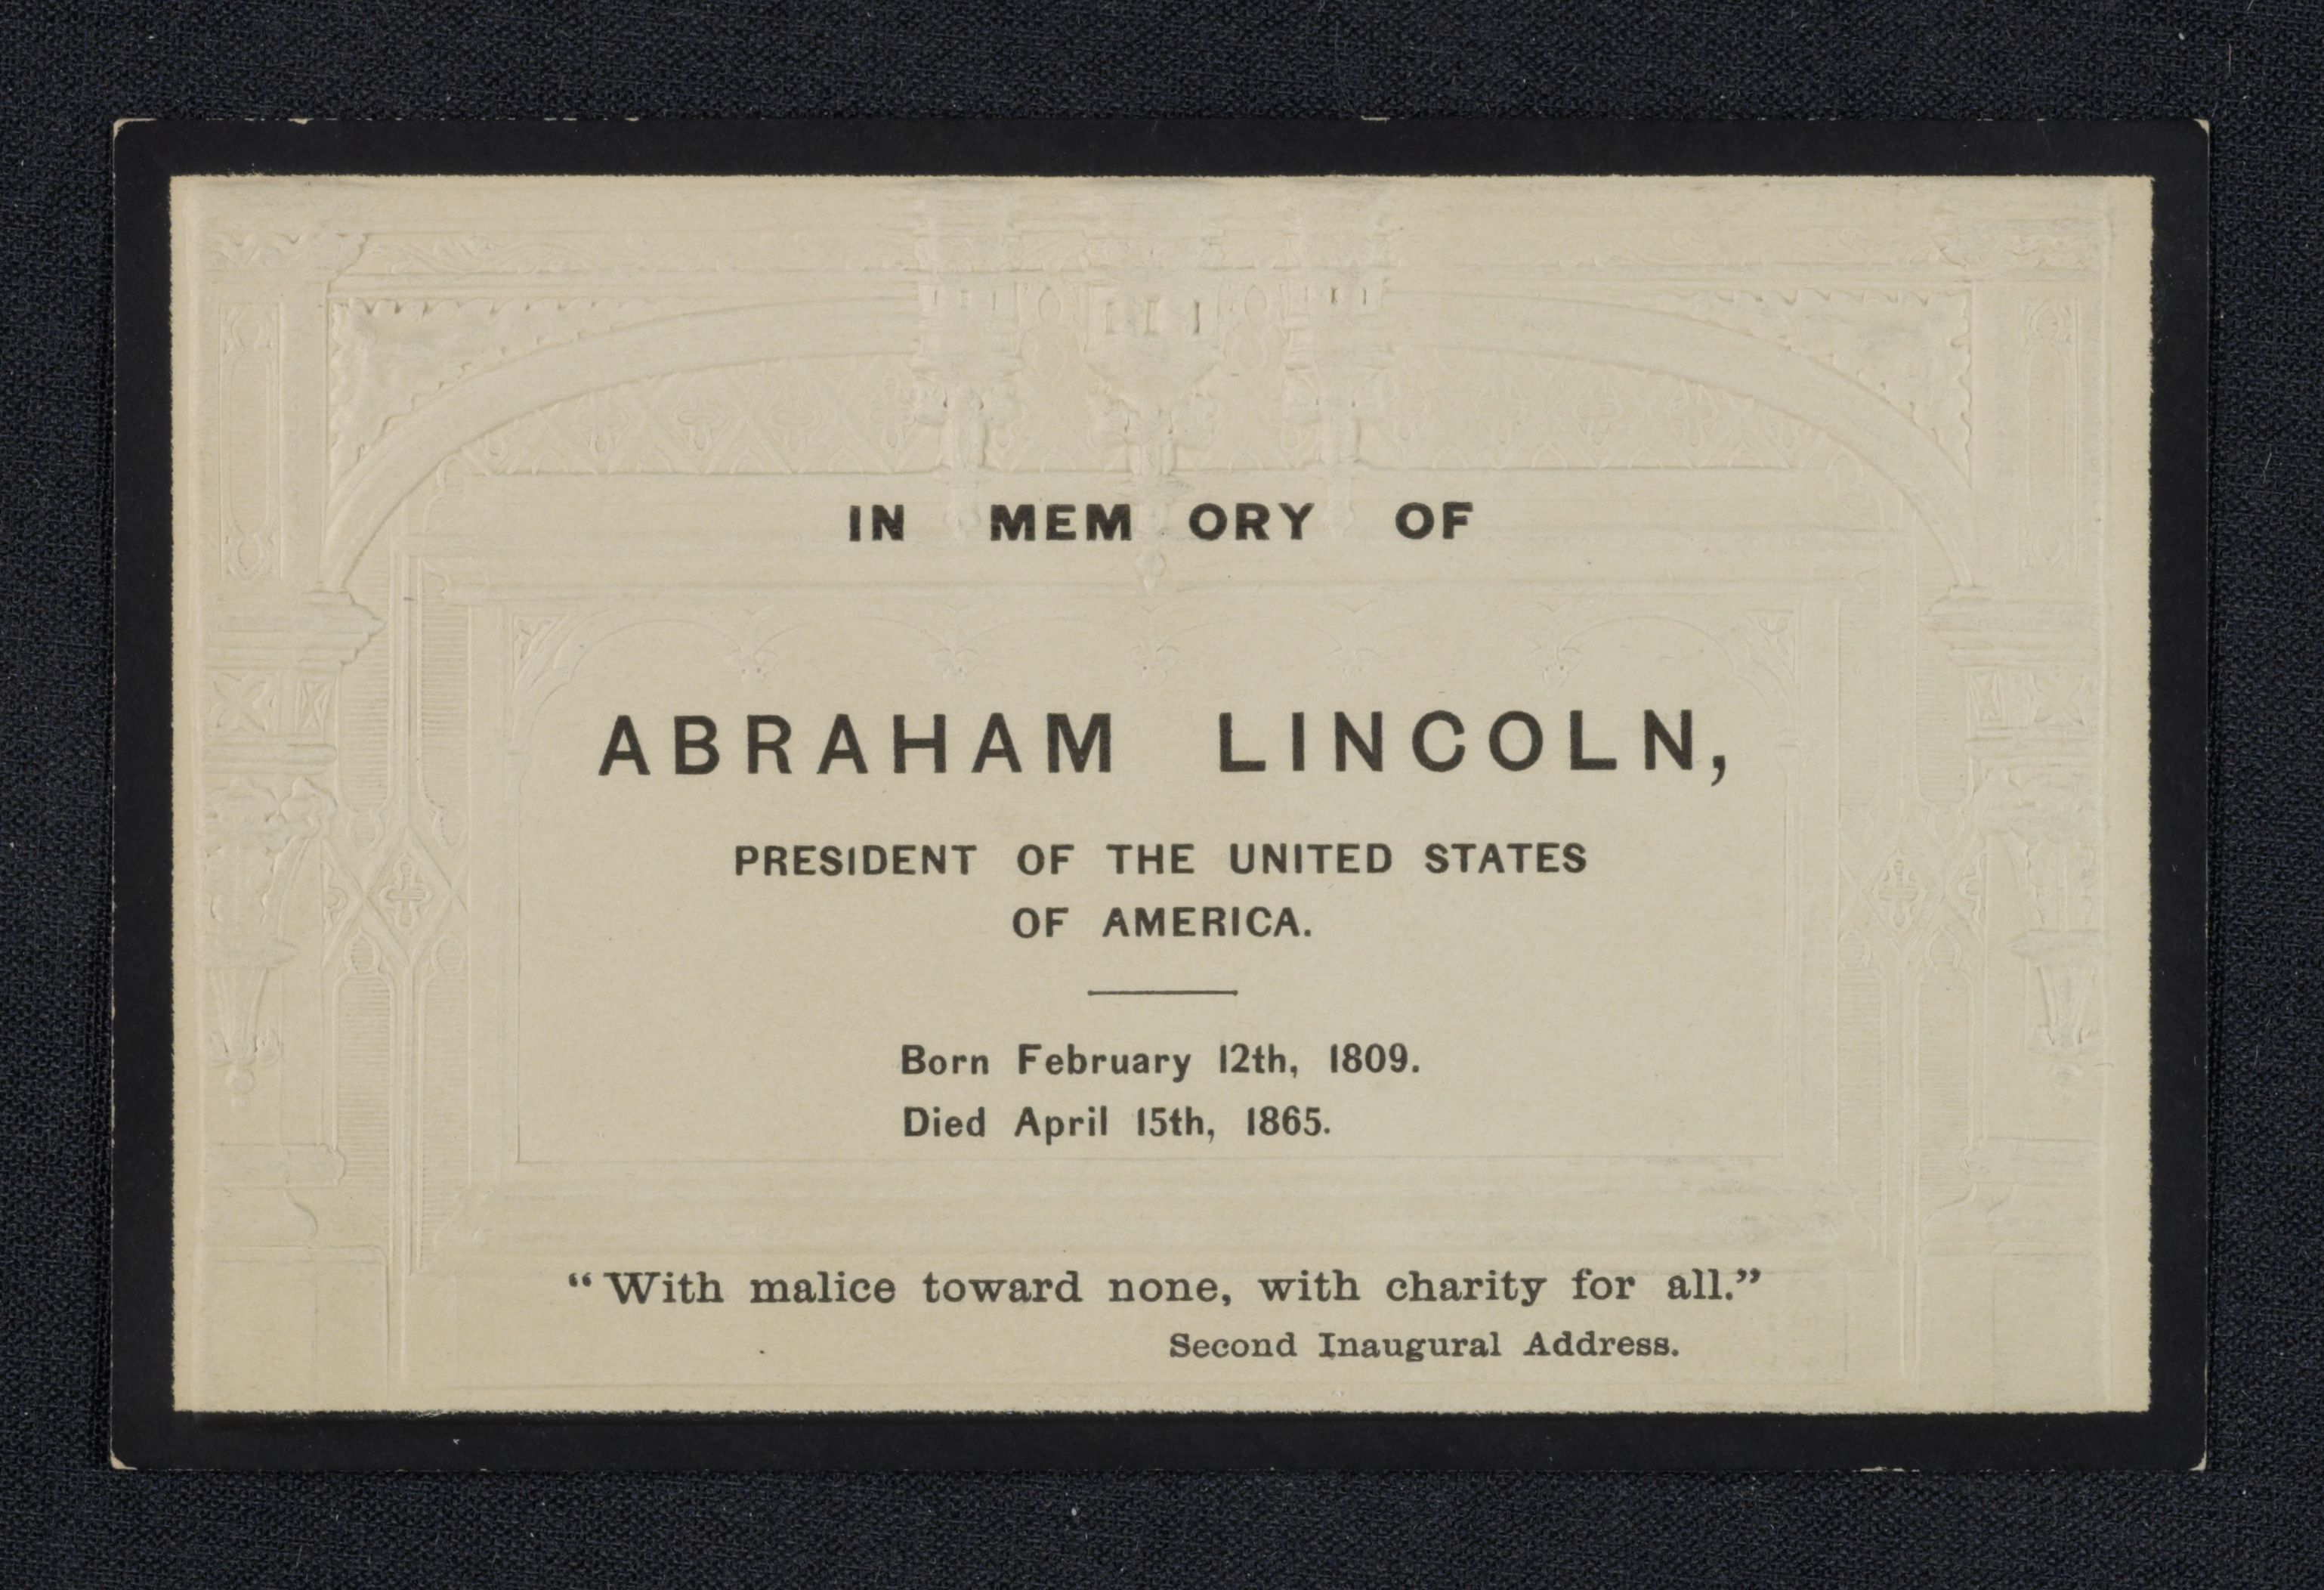 IN MEM ORY OF
ABRAHAM LINCOLN,
PRESIDENT OF THE UNITED STATES
OF AMERICA.
Born February 12th, 1809.
Died April 15th, 1865.
“With malice toward none, with charity for all.”
Second Inaugural Address.